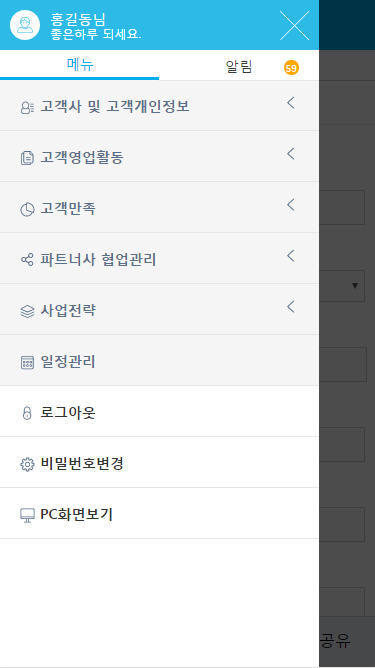 홍길동님
좋은하루 되세요.
메뉴
알림 59
고객사 및 고객개인정보
고객영업활동
고객만족
파트너사 협업관리
사업전략
일정관리
로그아웃
비밀번호변경
PC화면보기
공유